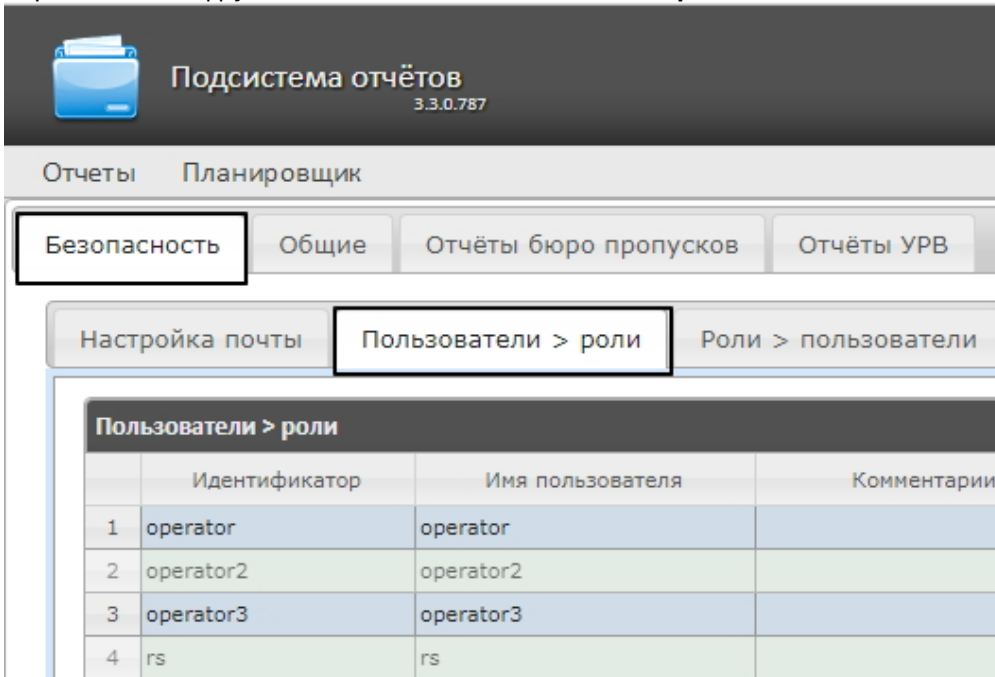 Подсистема отчётов
3.3.0.787
Отчеты Планировщик
Безопасность Общие Отчёты бюро пропусков Отчёты УРВ
Настройка почты Пользователи > роли Роли > пользователи
Пользователи > роли
Идентификатор Имя пользователя Комментарии
1 operator operator
2 operator2 operator2
3 operator3 operator3
4 rs rs